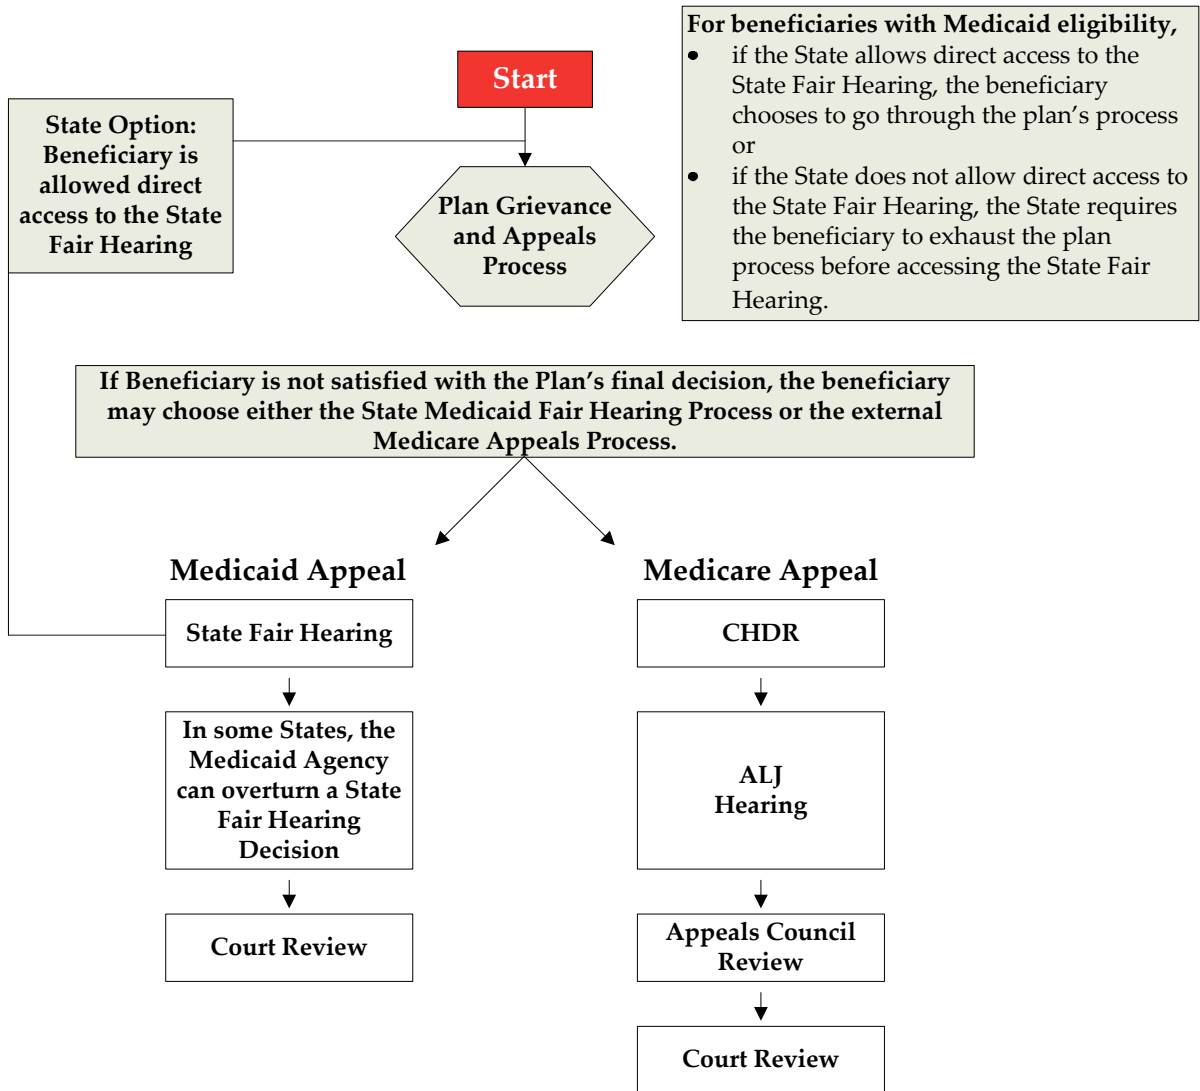 Start
State Option:
Beneficiary is
allowed direct
access to the State
Fair Hearing
Plan Grievance
and Appeals
Process
For beneficiaries with Medicaid eligibility,
• if the State allows direct access to the
State Fair Hearing, the beneficiary
chooses to go through the plan’s process
or
• if the State does not allow direct access to
the State Fair Hearing, the State requires
the beneficiary to exhaust the plan
process before accessing the State Fair
Hearing.
If Beneficiary is not satisfied with the Plan’s final decision, the beneficiary
may choose either the State Medicaid Fair Hearing Process or the external
Medicare Appeals Process.
Medicaid Appeal
State Fair Hearing
In some States, the
Medicaid Agency
can overturn a State
Fair Hearing
Decision
Court Review
Medicare Appeal
CHDR
ALJ
Hearing
Appeals Council
Review
Court Review